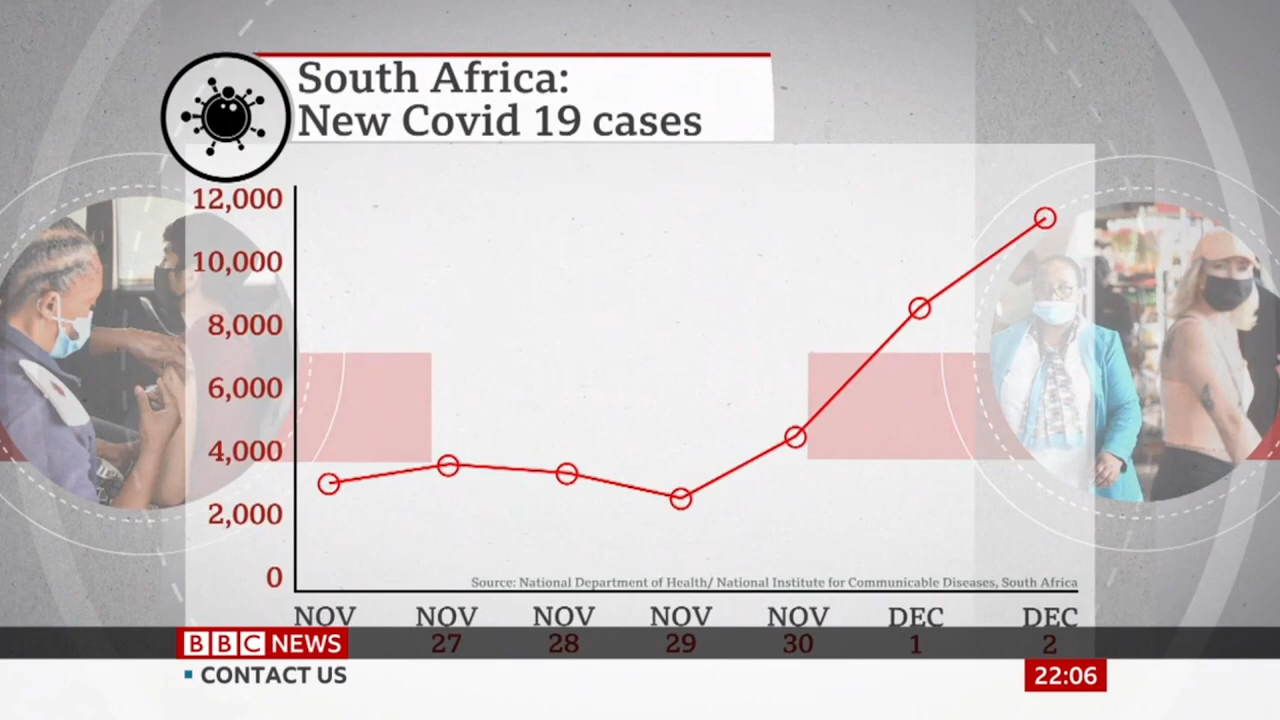 South Africa:
New Covid 19 cases
12,000
10,000
8,000
6,000
4,000
2,000
0
Source: National Department of Health/ National Institute for Communicable Diseases, South Africa
NOV NOV NOV NOV NOV DEC DEC
27 28 29 30 1 2
BBC NEWS
CONTACT US
22:06